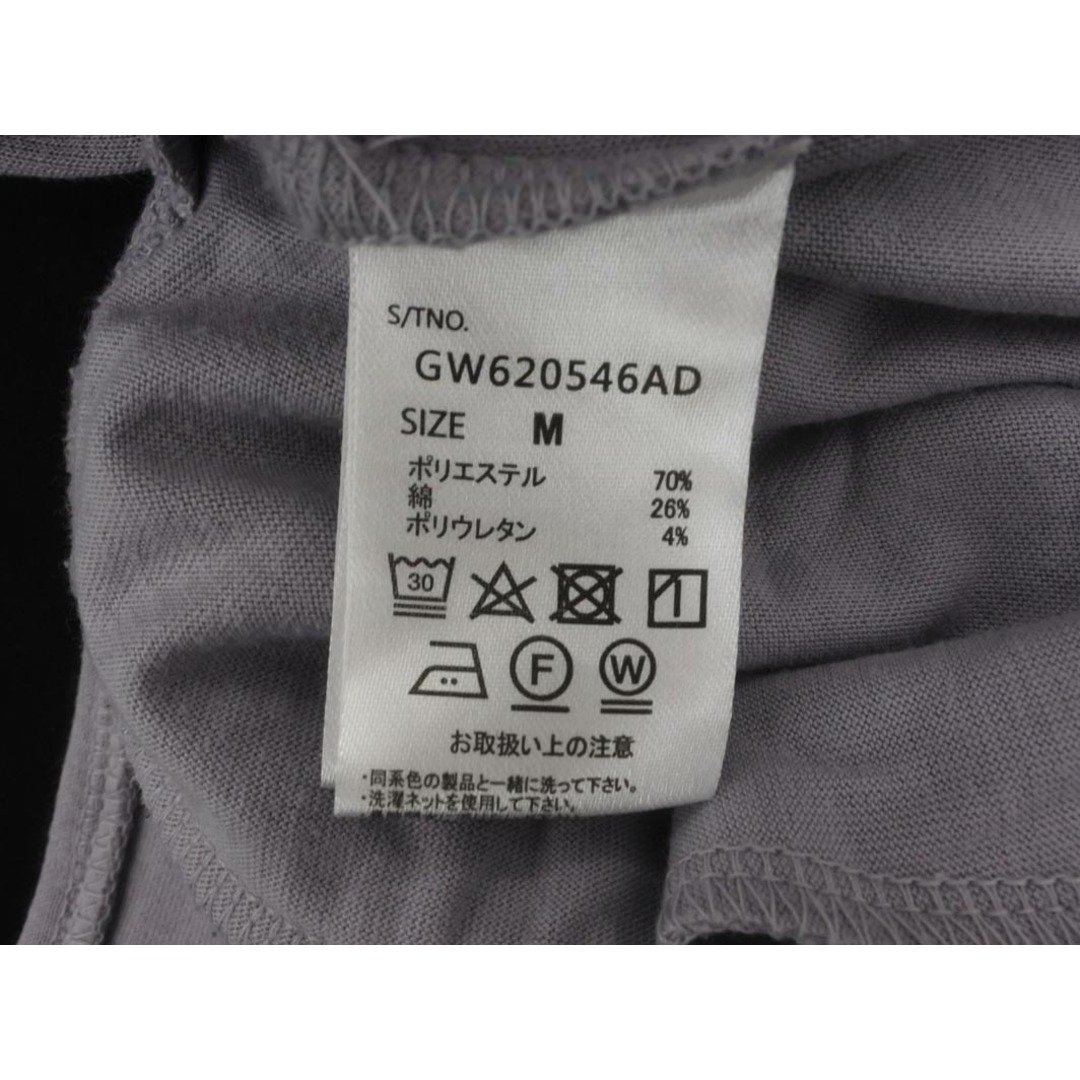 S/TNO.
GW620546AD
SIZE M
ポリエステル 70%
綿 26%
ポリウレタン 4%
30
F W
お取扱い上の注意
・同系色の製品と一緒に洗って下さい。
・洗濯ネットを使用して下さい。